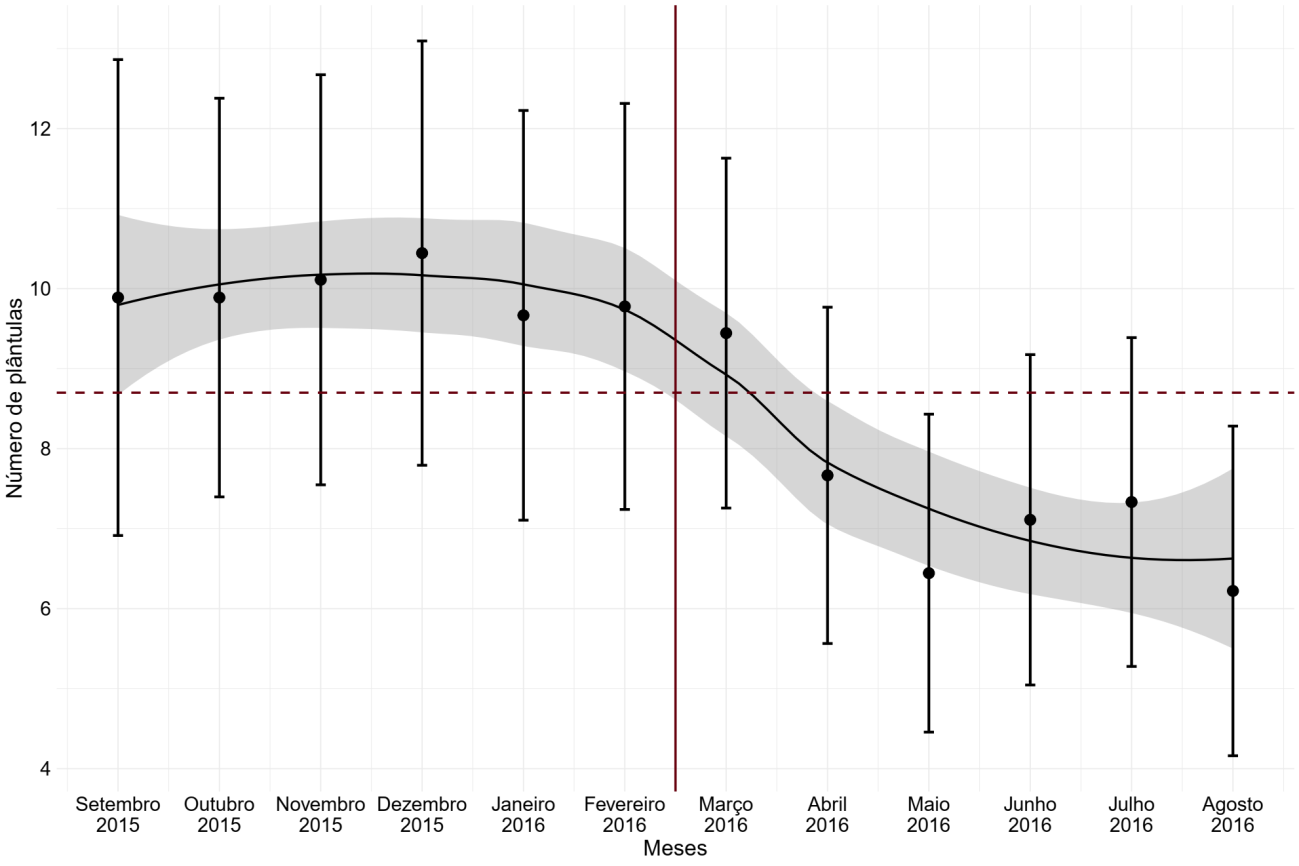 Número de plântulas
12
10
8
6
4
Setembro Outubro Novembro Dezembro Janeiro Fevereiro Março Abril Maio Junho Julho Agosto
2015 2015 2015 2015 2016 2016 2016 2016 2016 2016 2016 2016
Meses